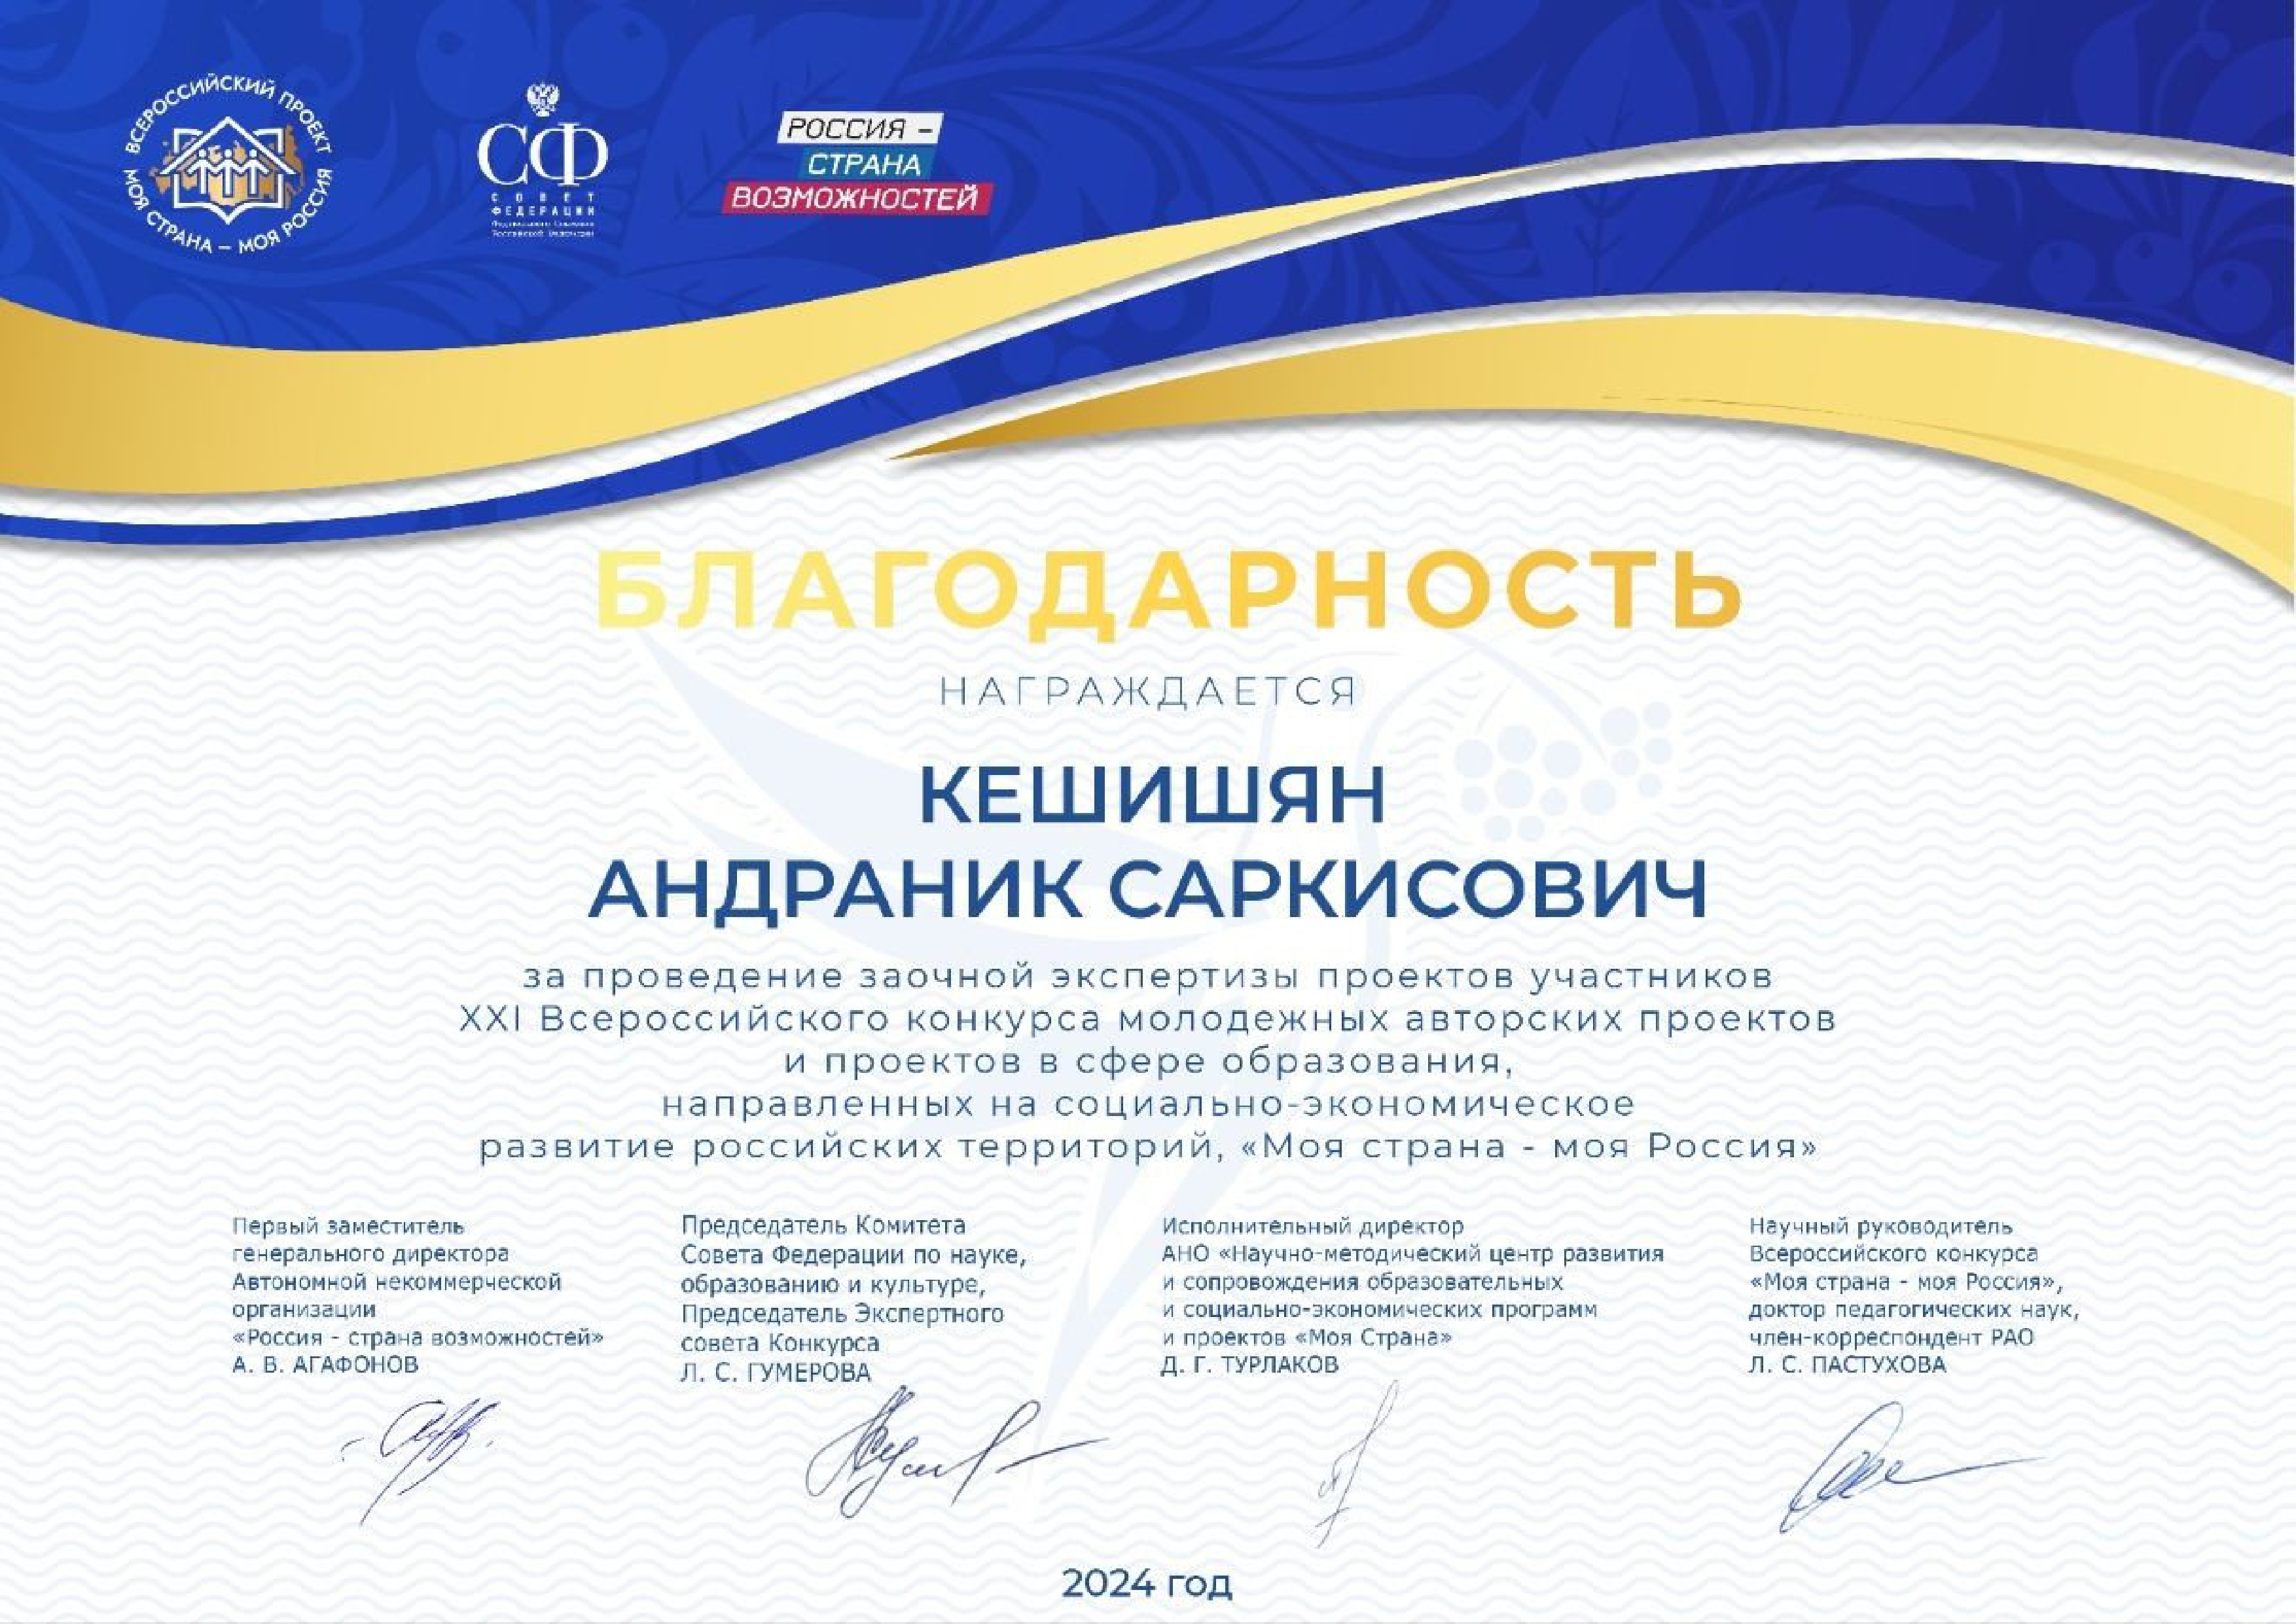 ВСЕРОССИЙСКИЙ ПРОЕКТ
МОЯ СТРАНА – МОЯ РОССИЯ
СФ
СОВЕТ
ФЕДЕРАЦИИ
Федерального Собрания
Российской Федерации
РОССИЯ –
СТРАНА
ВОЗМОЖНОСТЕЙ
БЛАГОДАРНОСТЬ
НАГРАЖДАЕТСЯ
КЕШИШЯН
АНДРАНИК САРКИСОВИЧ
за проведение заочной экспертизы проектов участников
XXI Всероссийского конкурса молодежных авторских проектов
и проектов в сфере образования,
направленных на социально-экономическое
развитие российских территорий, «Моя страна - моя Россия»
Первый заместитель
генерального директора
Автономной некоммерческой
организации
«Россия - страна возможностей»
А. В. АГАФОНОВ
Председатель Комитета
Совета Федерации по науке,
образованию и культуре,
Председатель Экспертного
совета Конкурса
Л. С. ГУМЕРОВА
Исполнительный директор
АНО «Научно-методический центр развития
и сопровождения образовательных
и социально-экономических программ
и проектов «Моя Страна»
Д. Г. ТУРЛАКОВ
Научный руководитель
Всероссийского конкурса
«Моя страна - моя Россия»,
доктор педагогических наук,
член-корреспондент РАО
Л. С. ПАСТУХОВА
2024 год